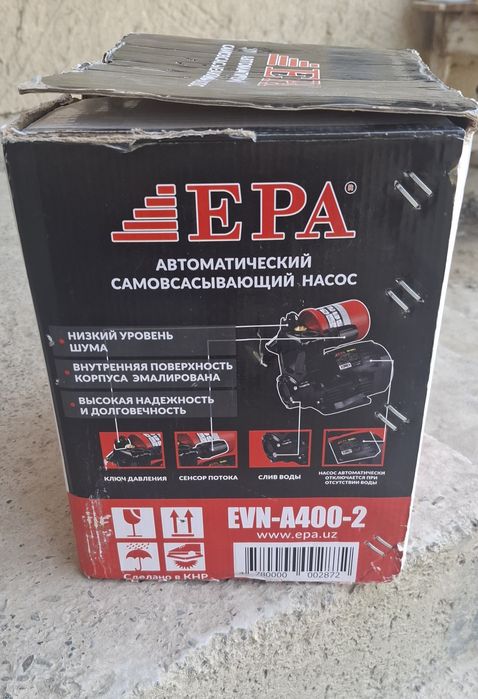 EPA®
АВТОМАТИЧЕСКИЙ
САМОВСАСЫВАЮЩИЙ НАСОС
НИЗКИЙ УРОВЕНЬ
ШУМА
ВНУТРЕННЯЯ ПОВЕРХНОСТЬ
КОРПУСА ЭМАЛИРОВАНА
ВЫСОКАЯ НАДЕЖНОСТЬ
И ДОЛГОВЕЧНОСТЬ
КЛЮЧ ДАВЛЕНИЯ
СЕНСОР ПОТОКА
СЛИВ ВОДЫ
НАСОС АВТОМАТИЧЕСКИ
ОТКЛЮЧАЕТСЯ ПРИ
ОТСУТСТВИИ ВОДЫ
EVN-A400-2
www.epa.uz
Сделано в КНР
780000 002872